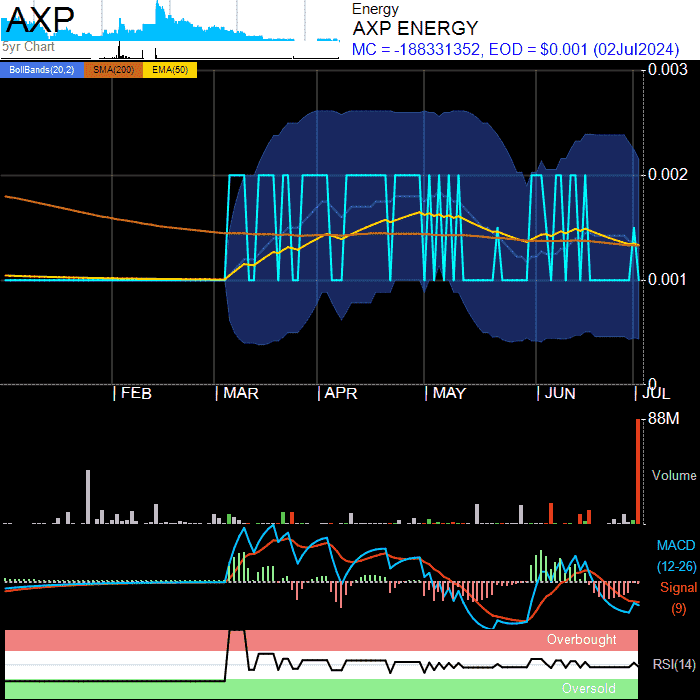 AXP
5yr Chart
Energy
AXP ENERGY
MC = -188331352, EOD = $0.001 (02Jul2024)
BollBands(20,2) SMA(200) EMA(50)
0.003
0.002
0.001
0
FEB MAR APR MAY JUN JUL
88M
Volume
MACD
(12-26)
Signal
(9)
Overbought
RSI(14)
Oversold